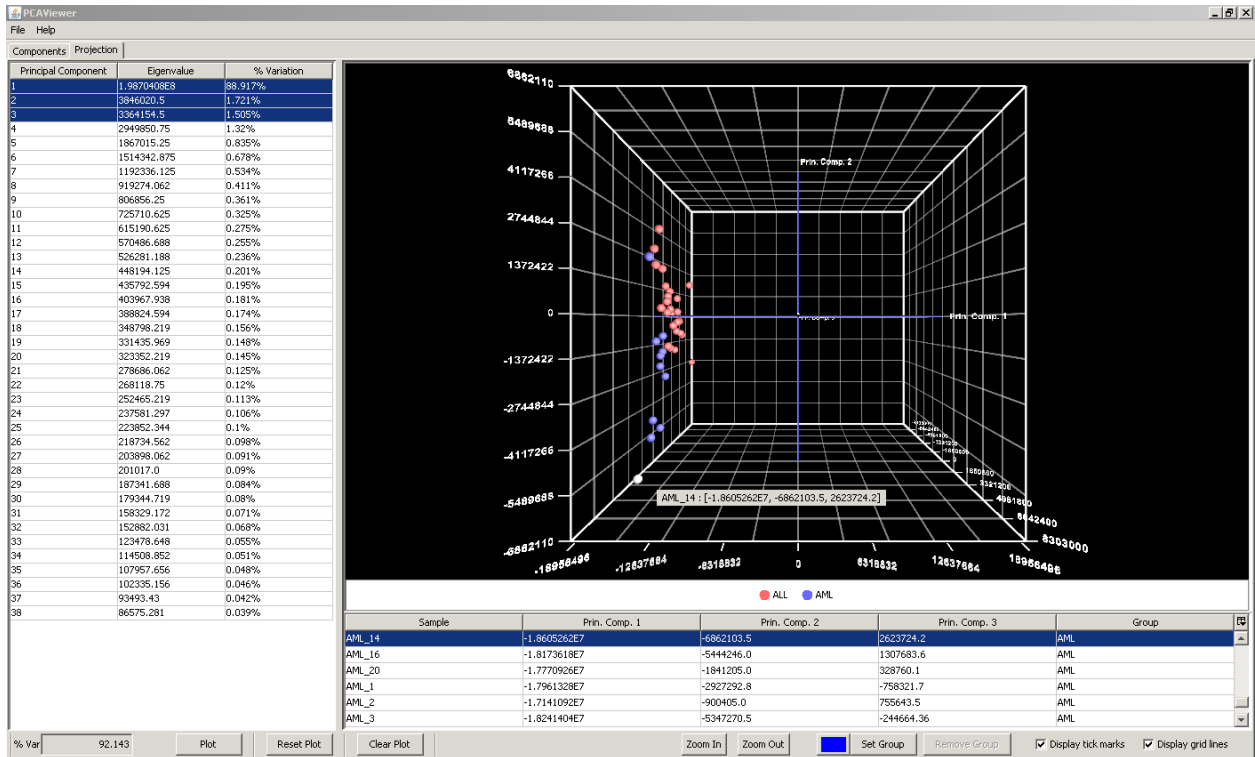 PCAViewer
File Help
Components Projection
Principal Component Eigenvalue % Variation
1 1.9870408E8 88.917%
2 3846020.5 1.721%
3 3364154.5 1.505%
4 2949850.75 1.32%
5 1867015.25 0.835%
6 1514342.875 0.678%
7 1192336.125 0.534%
8 919274.062 0.411%
9 806856.25 0.361%
10 725710.625 0.325%
11 615190.625 0.275%
12 570486.688 0.255%
13 526281.188 0.236%
14 448194.125 0.201%
15 435792.594 0.195%
16 403967.938 0.181%
17 388824.594 0.174%
18 348798.219 0.156%
19 331435.969 0.148%
20 323352.219 0.145%
21 278686.062 0.125%
22 268118.75 0.12%
23 252465.219 0.113%
24 237581.297 0.106%
25 223852.344 0.1%
26 218734.562 0.098%
27 203898.062 0.091%
28 201017.0 0.09%
29 187341.688 0.084%
30 179344.719 0.08%
31 158329.172 0.071%
32 152882.031 0.068%
33 123478.648 0.055%
34 114508.852 0.051%
35 107957.656 0.048%
36 102335.156 0.046%
37 93493.43 0.042%
38 86575.281 0.039%
6862110
5489688
4117266
2744844
1372422
0
-1372422
-2744844
-4117266
-5489688
-6862110
Prin. Comp. 2
Prin. Comp. 1
AML_14 : [-1.8605262E7, -6862103.5, 2623724.2]
0
1660600
3321200
4981800
6642400
8303000
-18956496 -12637664 -6318832 0 6318832 12637664 18956496
ALL AML
Sample Prin. Comp. 1 Prin. Comp. 2 Prin. Comp. 3 Group
AML_14 -1.8605262E7 -6862103.5 2623724.2 AML
AML_16 -1.8173618E7 -5444246.0 1307683.6 AML
AML_20 -1.7770926E7 -1841205.0 328760.1 AML
AML_1 -1.7961328E7 -2927292.8 -758321.7 AML
AML_2 -1.7141092E7 -900405.0 755643.5 AML
AML_3 -1.8241404E7 -5347270.5 -244664.36 AML
% Var 92.143 Plot Reset Plot Clear Plot Zoom In Zoom Out Set Group Remove Group Display tick marks Display grid lines